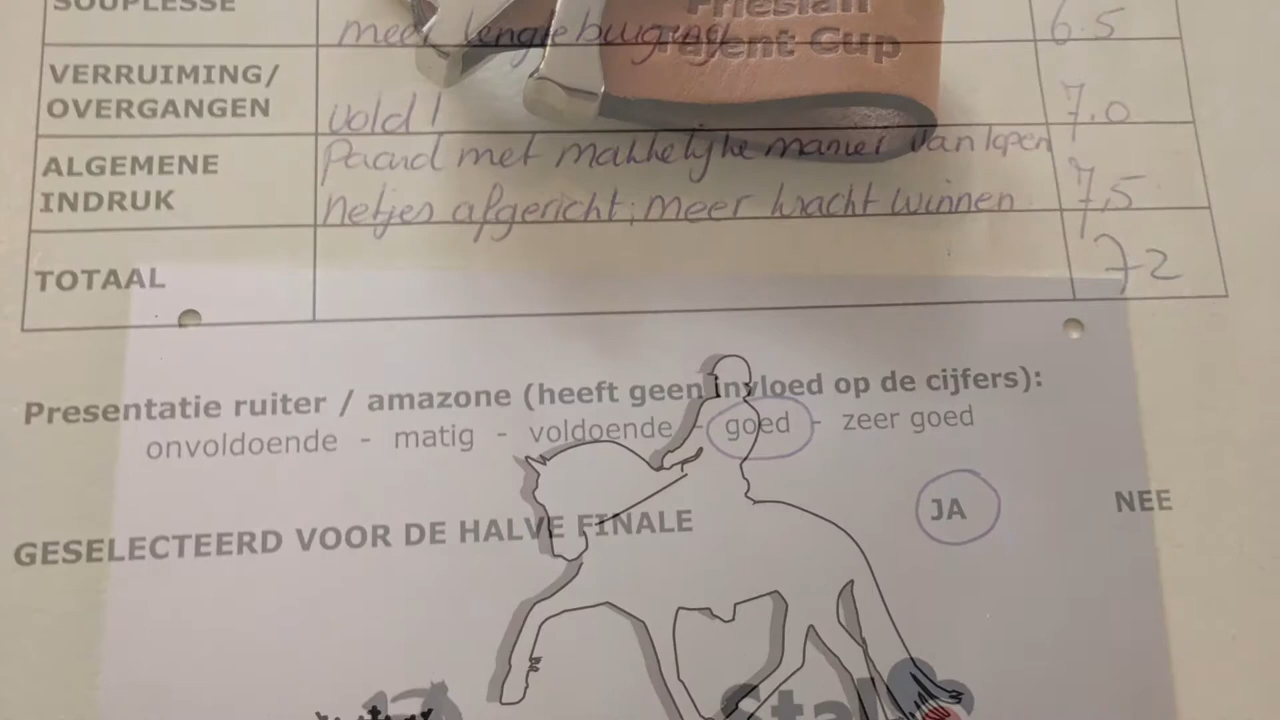 SOUPLESSE meer lengtebuiging 6.5
Friesian
Talent Cup
VERRUIMING/
OVERGANGEN vold! 7.0
ALGEMENE Paard met makkelijke manier van lopen
INDRUK netjes afgericht; meer kracht winnen 7,5
TOTAAL 72
Presentatie ruiter / amazone (heeft geen invloed op de cijfers):
onvoldoende - matig - voldoende - goed - zeer goed
GESELECTEERD VOOR DE HALVE FINALE JA NEE
Stal